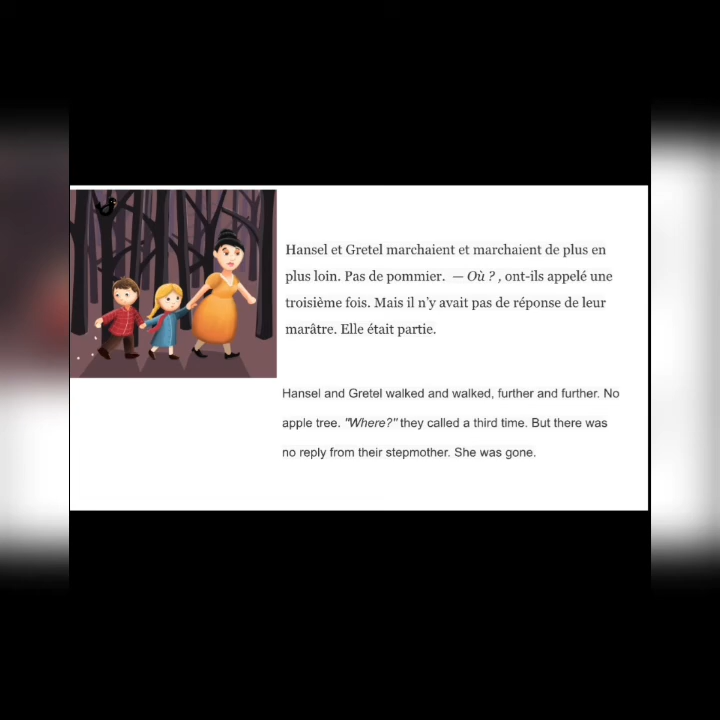 Hansel et Gretel marchaient et marchaient de plus en
plus loin. Pas de pommier. — Où ? , ont-ils appelé une
troisième fois. Mais il n’y avait pas de réponse de leur
marâtre. Elle était partie.
Hansel and Gretel walked and walked, further and further. No
apple tree. "Where?" they called a third time. But there was
no reply from their stepmother. She was gone.